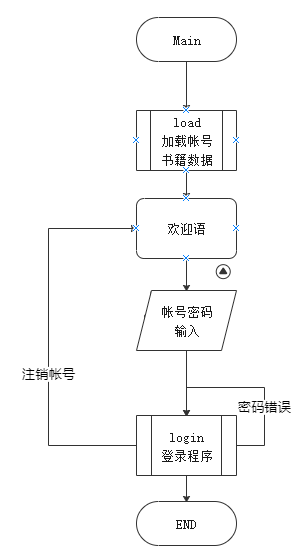 Main
load
加载帐号
书籍数据
欢迎语
帐号密码
输入
注销帐号
密码错误
login
登录程序
END